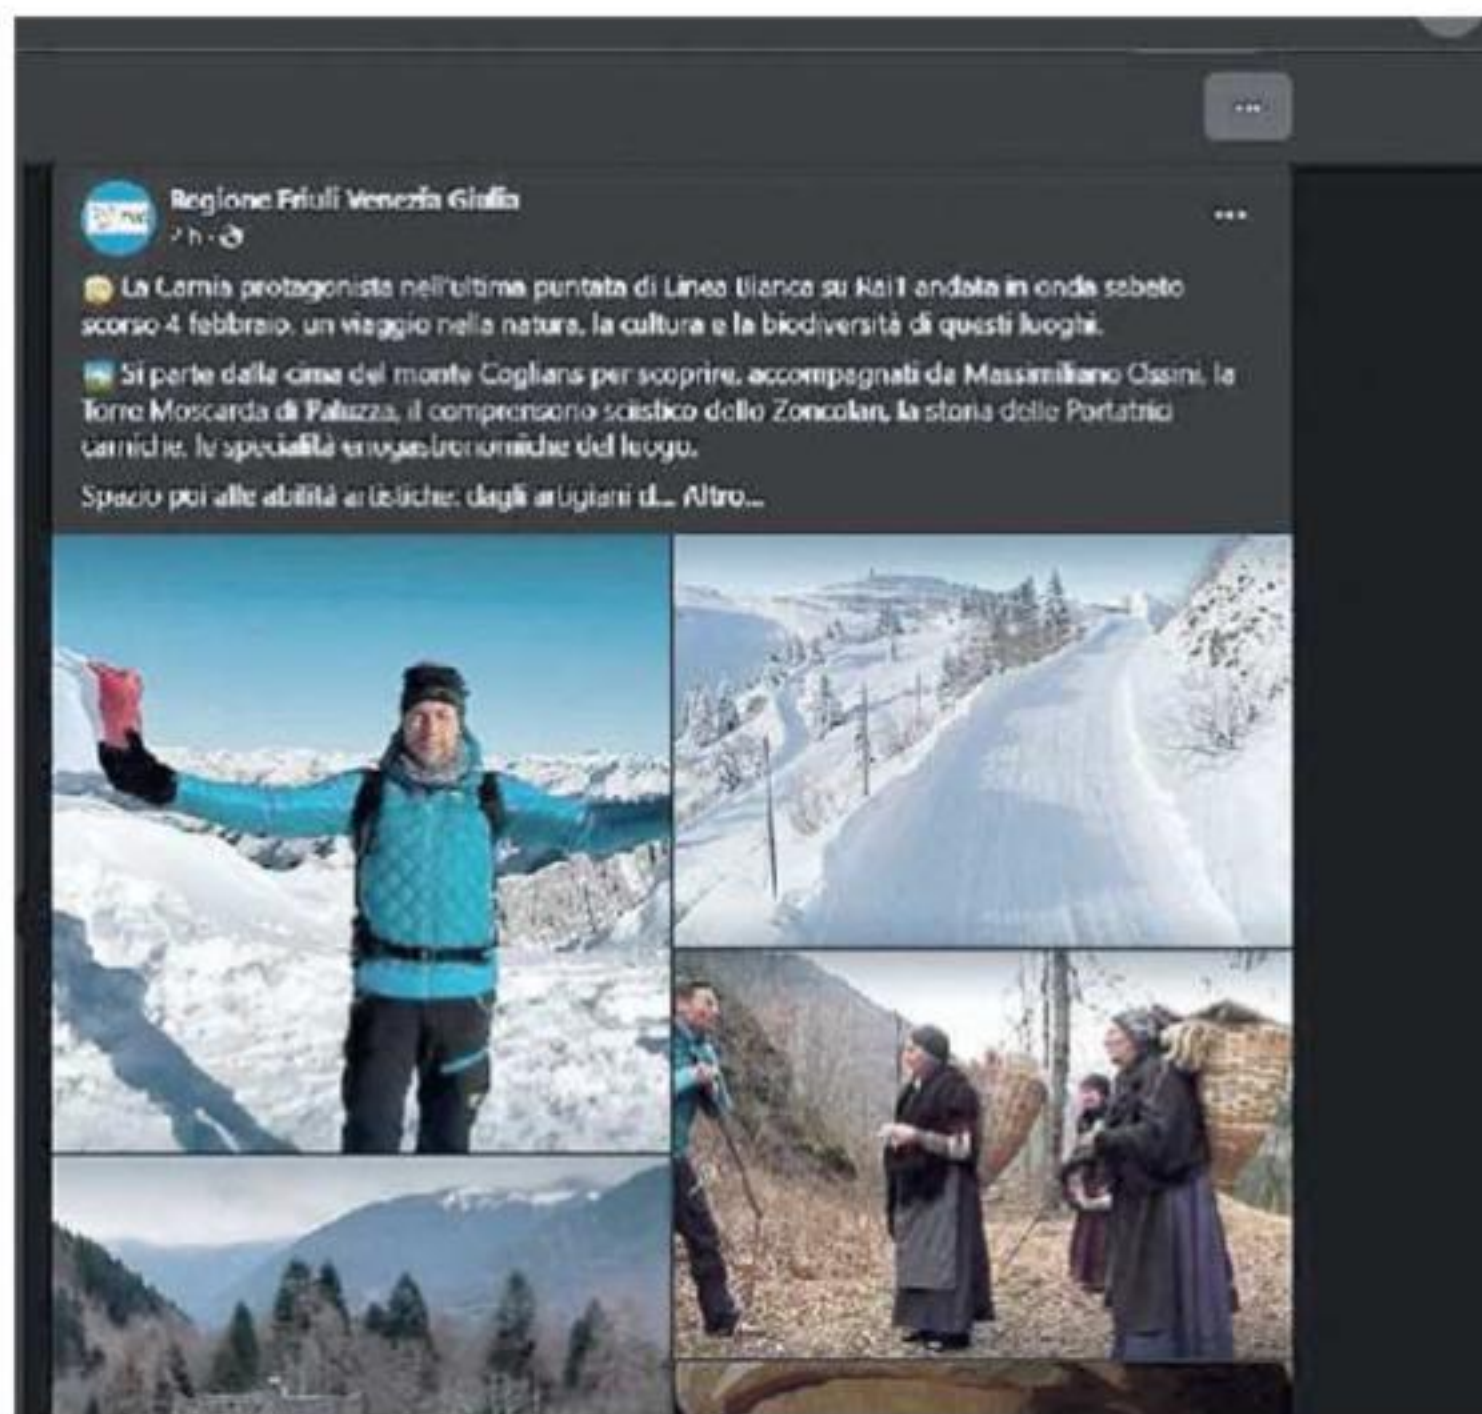 Regione Friuli Venezia Giulia
2 h
La Carnia protagonista nell'ultima puntata di Linea Bianca su Rai1 andata in onda sabato
scorso 4 febbraio, un viaggio nella natura, la cultura e la biodiversità di questi luoghi.
Si parte dalla cima del monte Coglians per scoprire, accompagnati da Massimiliano Ossini, la
Torre Moscarda di Paluzza, il comprensorio sciistico dello Zoncolan, la storia delle Portatrici
carniche, le specialità enogastronomiche del luogo.
Spazio poi alle abilità artistiche: dagli artigiani d... Altro...